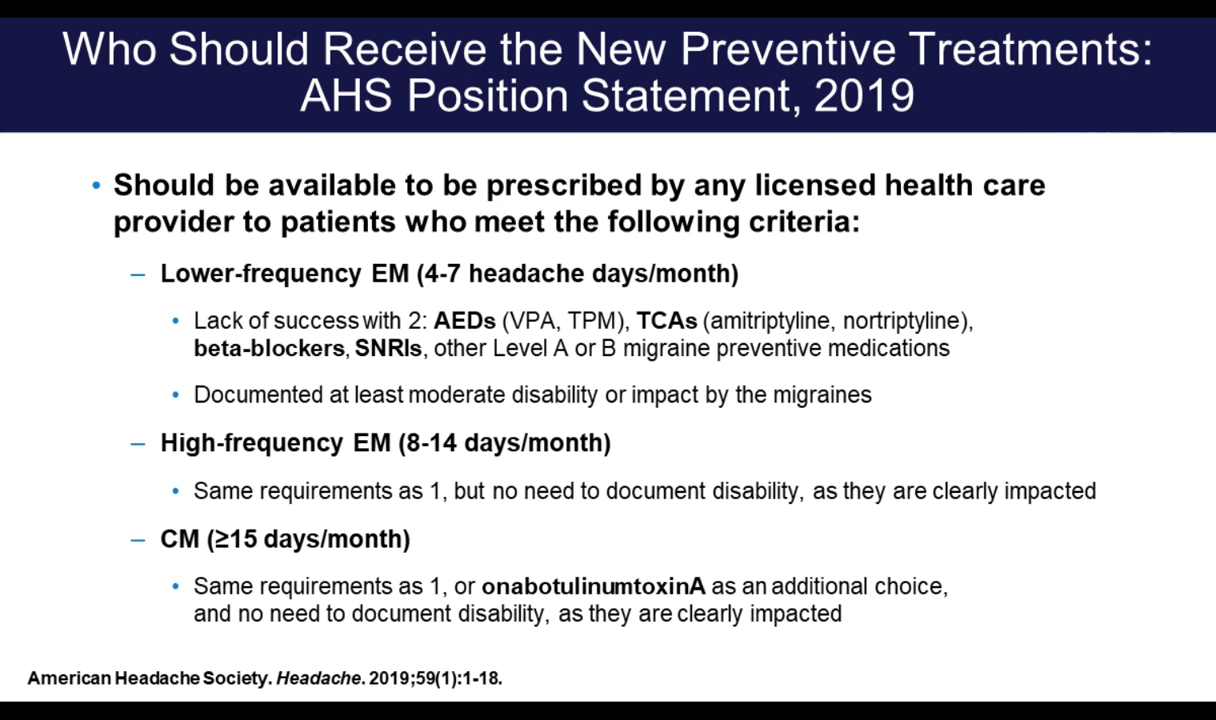 Who Should Receive the New Preventive Treatments:
AHS Position Statement, 2019
• Should be available to be prescribed by any licensed health care
provider to patients who meet the following criteria:
– Lower-frequency EM (4-7 headache days/month)
• Lack of success with 2: AEDs (VPA, TPM), TCAs (amitriptyline, nortriptyline),
beta-blockers, SNRIs, other Level A or B migraine preventive medications
• Documented at least moderate disability or impact by the migraines
– High-frequency EM (8-14 days/month)
• Same requirements as 1, but no need to document disability, as they are clearly impacted
– CM (≥15 days/month)
• Same requirements as 1, or onabotulinumtoxinA as an additional choice,
and no need to document disability, as they are clearly impacted
American Headache Society. Headache. 2019;59(1):1-18.